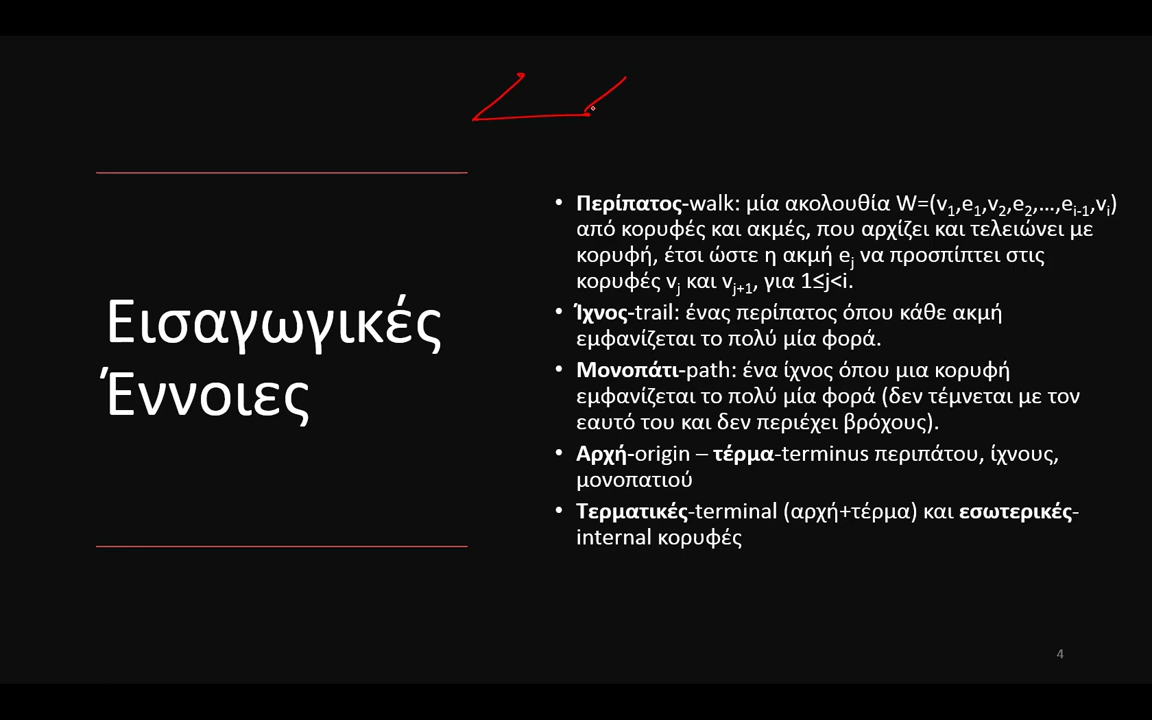 Εισαγωγικές
Έννοιες
• Περίπατος-walk: μία ακολουθία W=(v1,e1,v2,e2,…,ei-1,vi)
από κορυφές και ακμές, που αρχίζει και τελειώνει με
κορυφή, έτσι ώστε η ακμή ej να προσπίπτει στις
κορυφές vj και vj+1, για 1≤j<i.
• Ίχνος-trail: ένας περίπατος όπου κάθε ακμή
εμφανίζεται το πολύ μία φορά.
• Μονοπάτι-path: ένα ίχνος όπου μια κορυφή
εμφανίζεται το πολύ μία φορά (δεν τέμνεται με τον
εαυτό του και δεν περιέχει βρόχους).
• Αρχή-origin – τέρμα-terminus περιπάτου, ίχνους,
μονοπατιού
• Τερματικές-terminal (αρχή+τέρμα) και εσωτερικές-
internal κορυφές
4